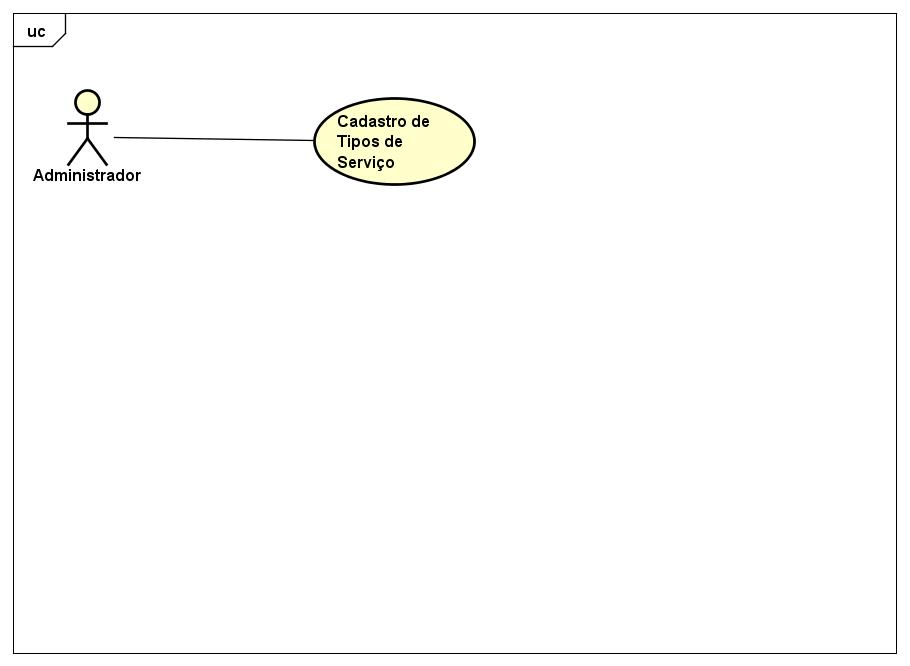 uc
Cadastro de
Tipos de
Serviço
Administrador